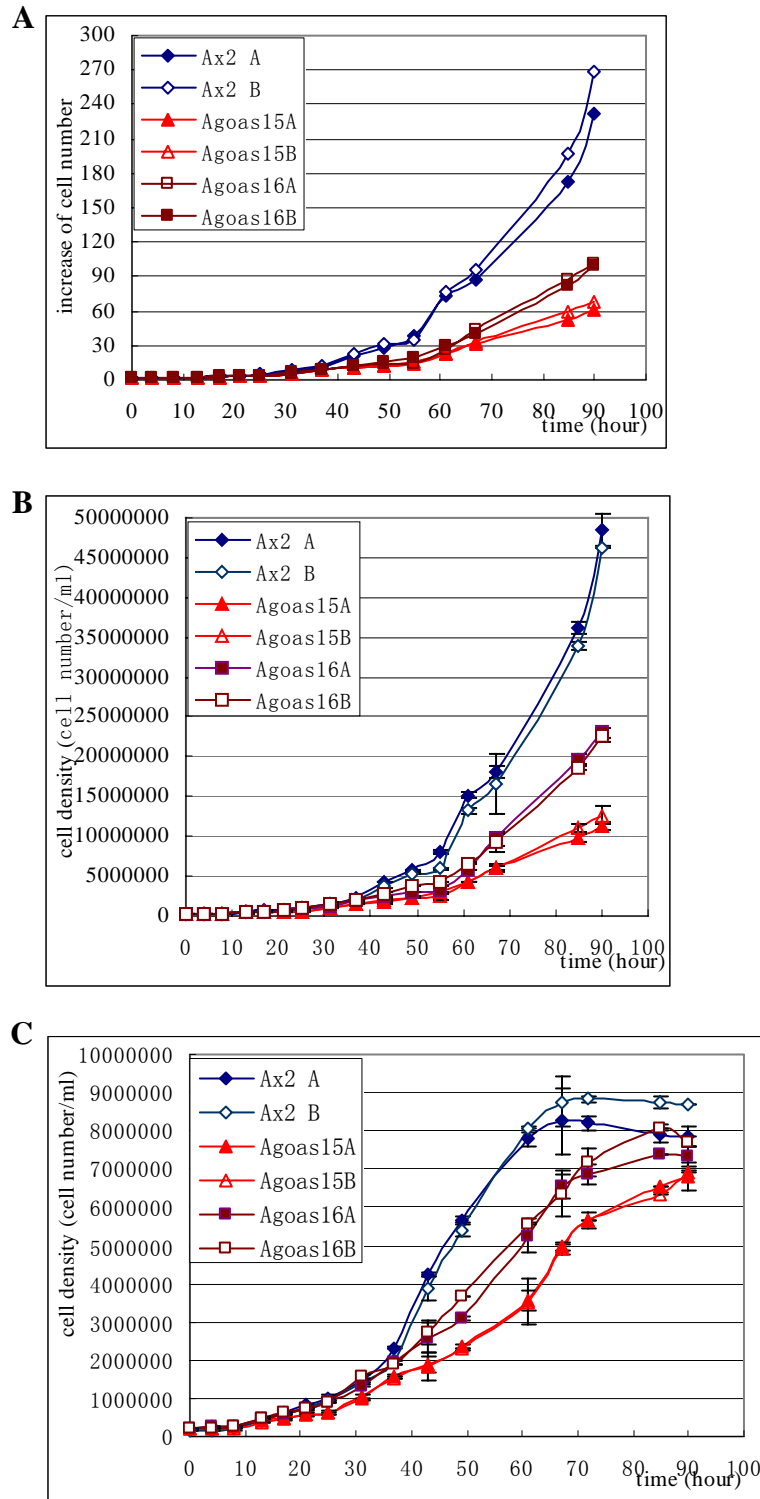 A
300
270
240
210
180
150
120
90
60
30
0
increase of cell number
Ax2 A
Ax2 B
Agoas15A
Agoas15B
Agoas16A
Agoas16B
0 10 20 30 40 50 60 70 80 90 100
time (hour)
B
50000000
45000000
40000000
35000000
30000000
25000000
20000000
15000000
10000000
5000000
0
cell density (cell number/ml)
Ax2 A
Ax2 B
Agoas15A
Agoas15B
Agoas16A
Agoas16B
0 10 20 30 40 50 60 70 80 90 100
time (hour)
C
10000000
9000000
8000000
7000000
6000000
5000000
4000000
3000000
2000000
1000000
0
cell density (cell number/ml)
Ax2 A
Ax2 B
Agoas15A
Agoas15B
Agoas16A
Agoas16B
0 10 20 30 40 50 60 70 80 90 100
time (hour)